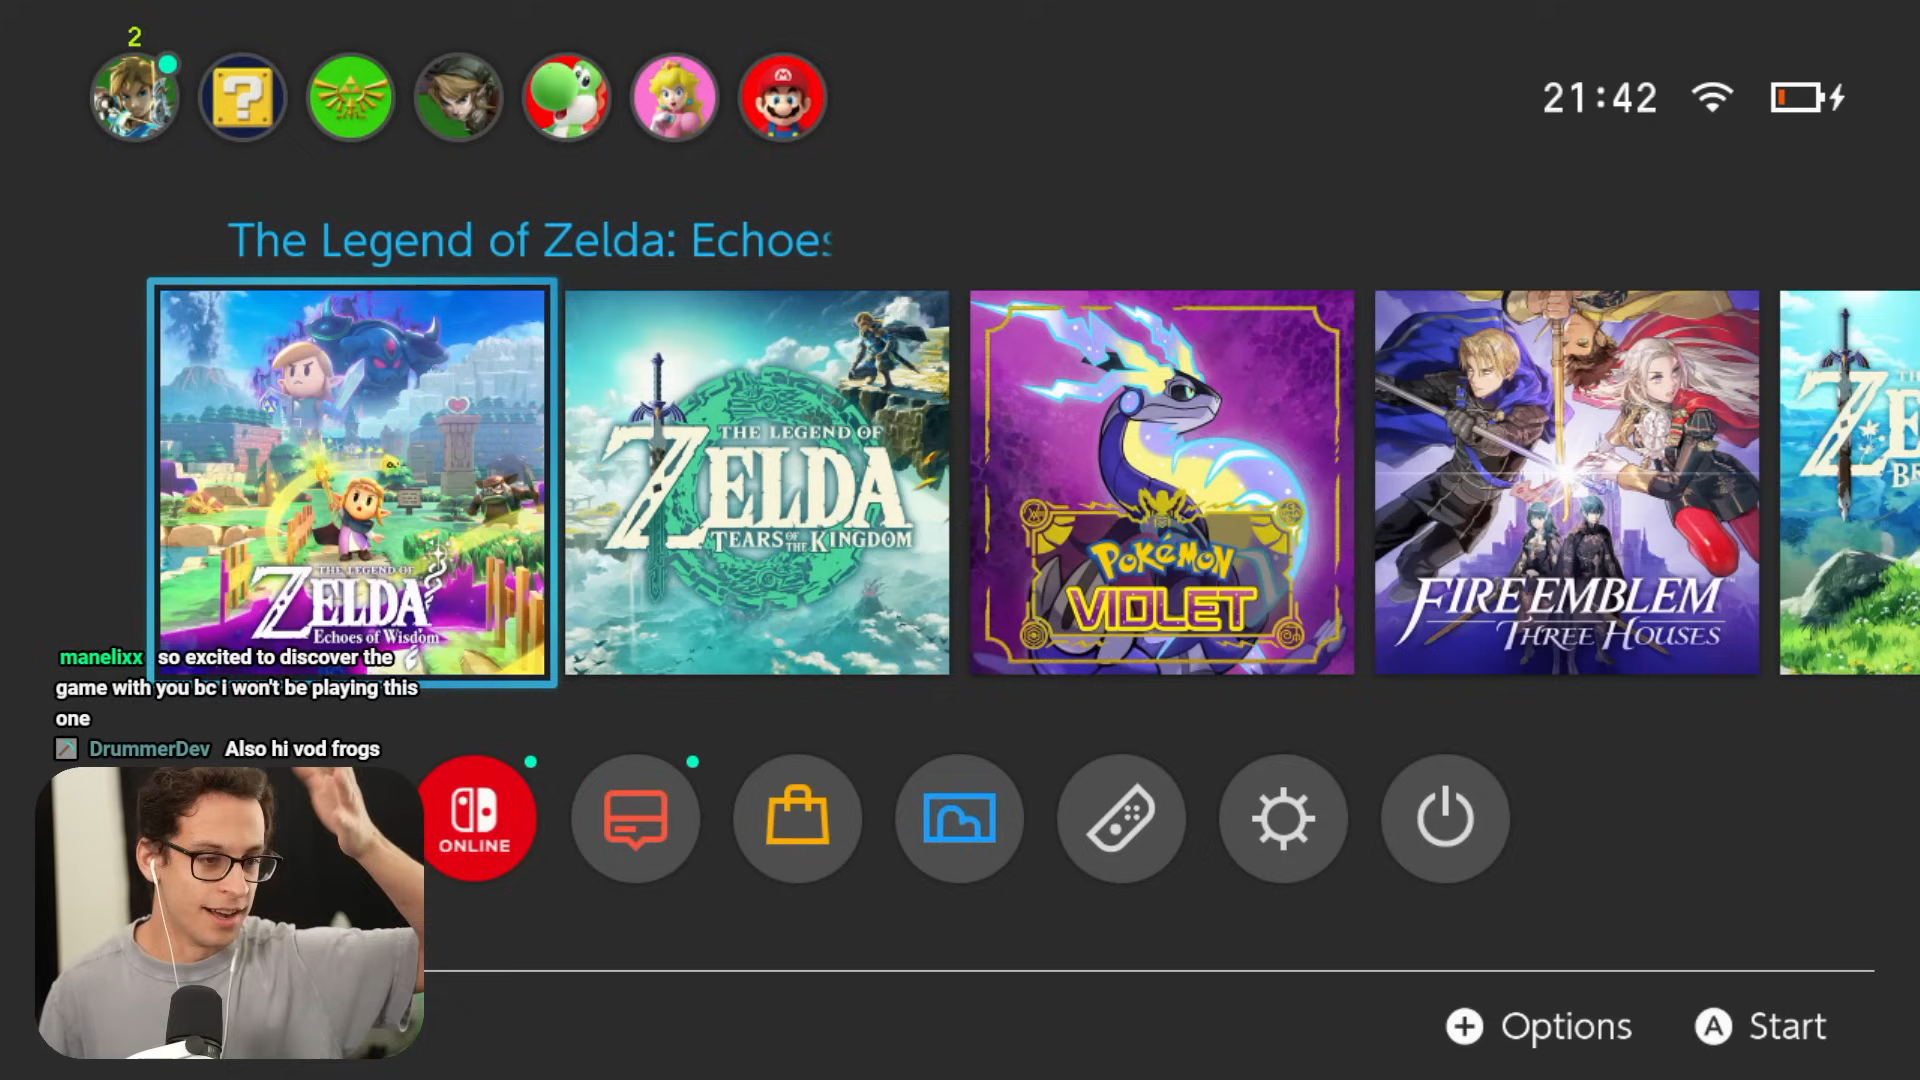 2
21:42
The Legend of Zelda: Echoes
THE LEGEND OF
ZELDA
Echoes of Wisdom
THE LEGEND OF
ZELDA
TEARS OF THE KINGDOM
POKÉMON
VIOLET
FIRE EMBLEM
THREE HOUSES
manelixx so excited to discover the
game with you bc i won't be playing this
one
DrummerDev Also hi vod frogs
ONLINE
+ Options
A Start